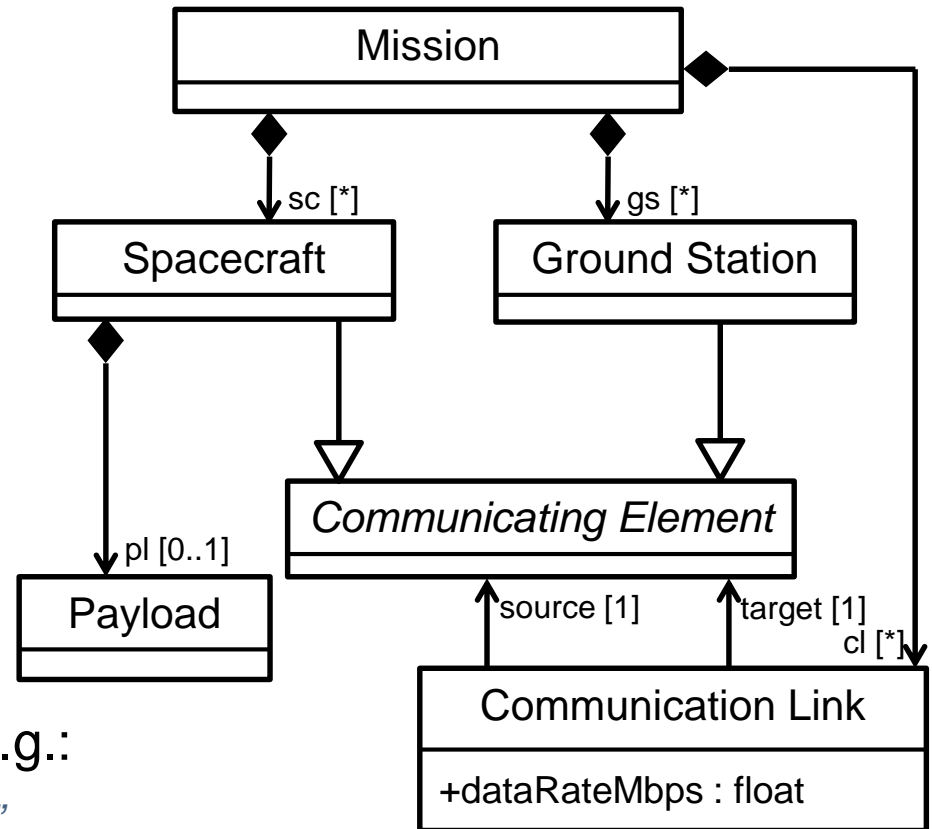 Mission
sc [*]
gs [*]
Spacecraft
Ground Station
Communicating Element
pl [0..1]
Payload
source [1]
target [1]
cl [*]
Communication Link
+dataRateMbps : float
.g.:
”